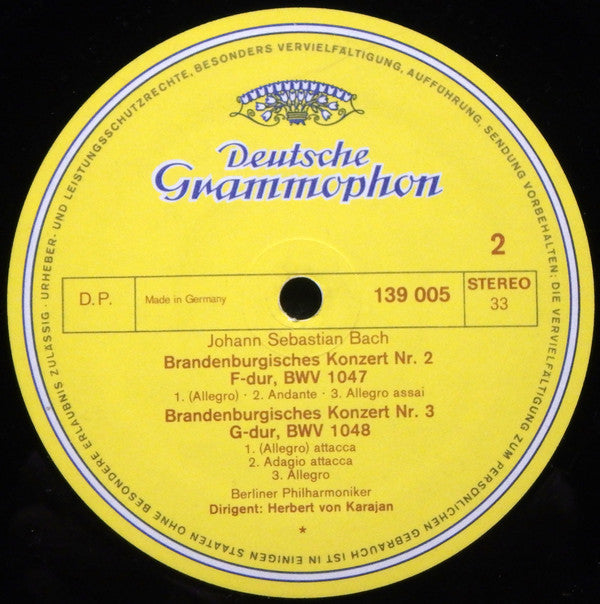 URHEBER- UND LEISTUNGSSCHUTZRECHTE, BESONDERS VERVIELFÄLTIGUNG, AUFFÜHRUNG, SENDUNG VORBEHALTEN; DIE VERVIELFÄLTIGUNG ZUM PERSÖNLICHEN GEBRAUCH IST IN EINIGEN STAATEN OHNE BESONDERE ERLAUBNIS ZULÄSSIG ·
Deutsche
Grammophon
2
D.P.
Made in Germany
139 005
STEREO
33
Johann Sebastian Bach
Brandenburgisches Konzert Nr. 2
F-dur, BWV 1047
1. (Allegro) · 2. Andante · 3. Allegro assai
Brandenburgisches Konzert Nr. 3
G-dur, BWV 1048
1. (Allegro) attacca
2. Adagio attacca
3. Allegro
Berliner Philharmoniker
Dirigent: Herbert von Karajan
*